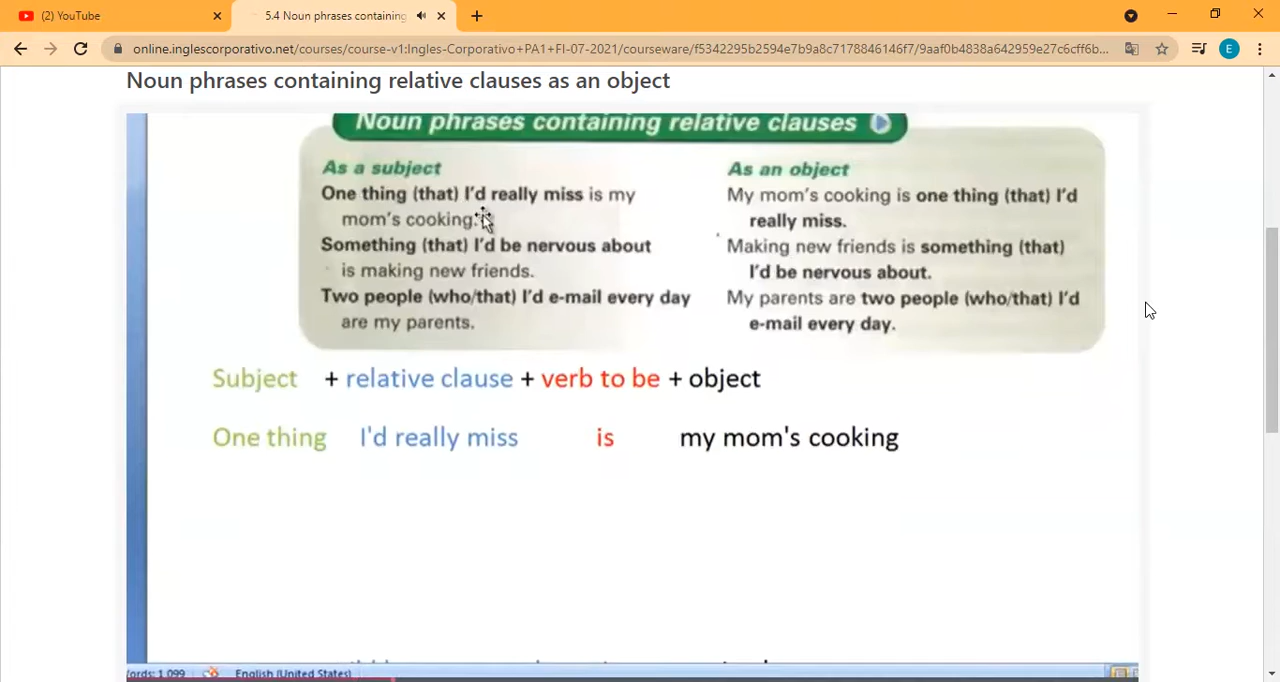 (2) YouTube
5.4 Noun phrases containing
online.inglescorporativo.net/courses/course-v1:Ingles-Corporativo+PA1+FI-07-2021/courseware/f5342295b2594e7b9a8c7178846146f7/9aaf0b4838a642959e27c6cff6b...
E
Noun phrases containing relative clauses as an object
Noun phrases containing relative clauses
As a subject
One thing (that) I'd really miss is my
mom's cooking.
Something (that) I'd be nervous about
is making new friends.
Two people (who/that) I'd e-mail every day
are my parents.
As an object
My mom's cooking is one thing (that) I'd
really miss.
Making new friends is something (that)
I'd be nervous about.
My parents are two people (who/that) I'd
e-mail every day.
Subject + relative clause + verb to be + object
One thing I'd really miss is my mom's cooking
ords: 1.099 English (United States)